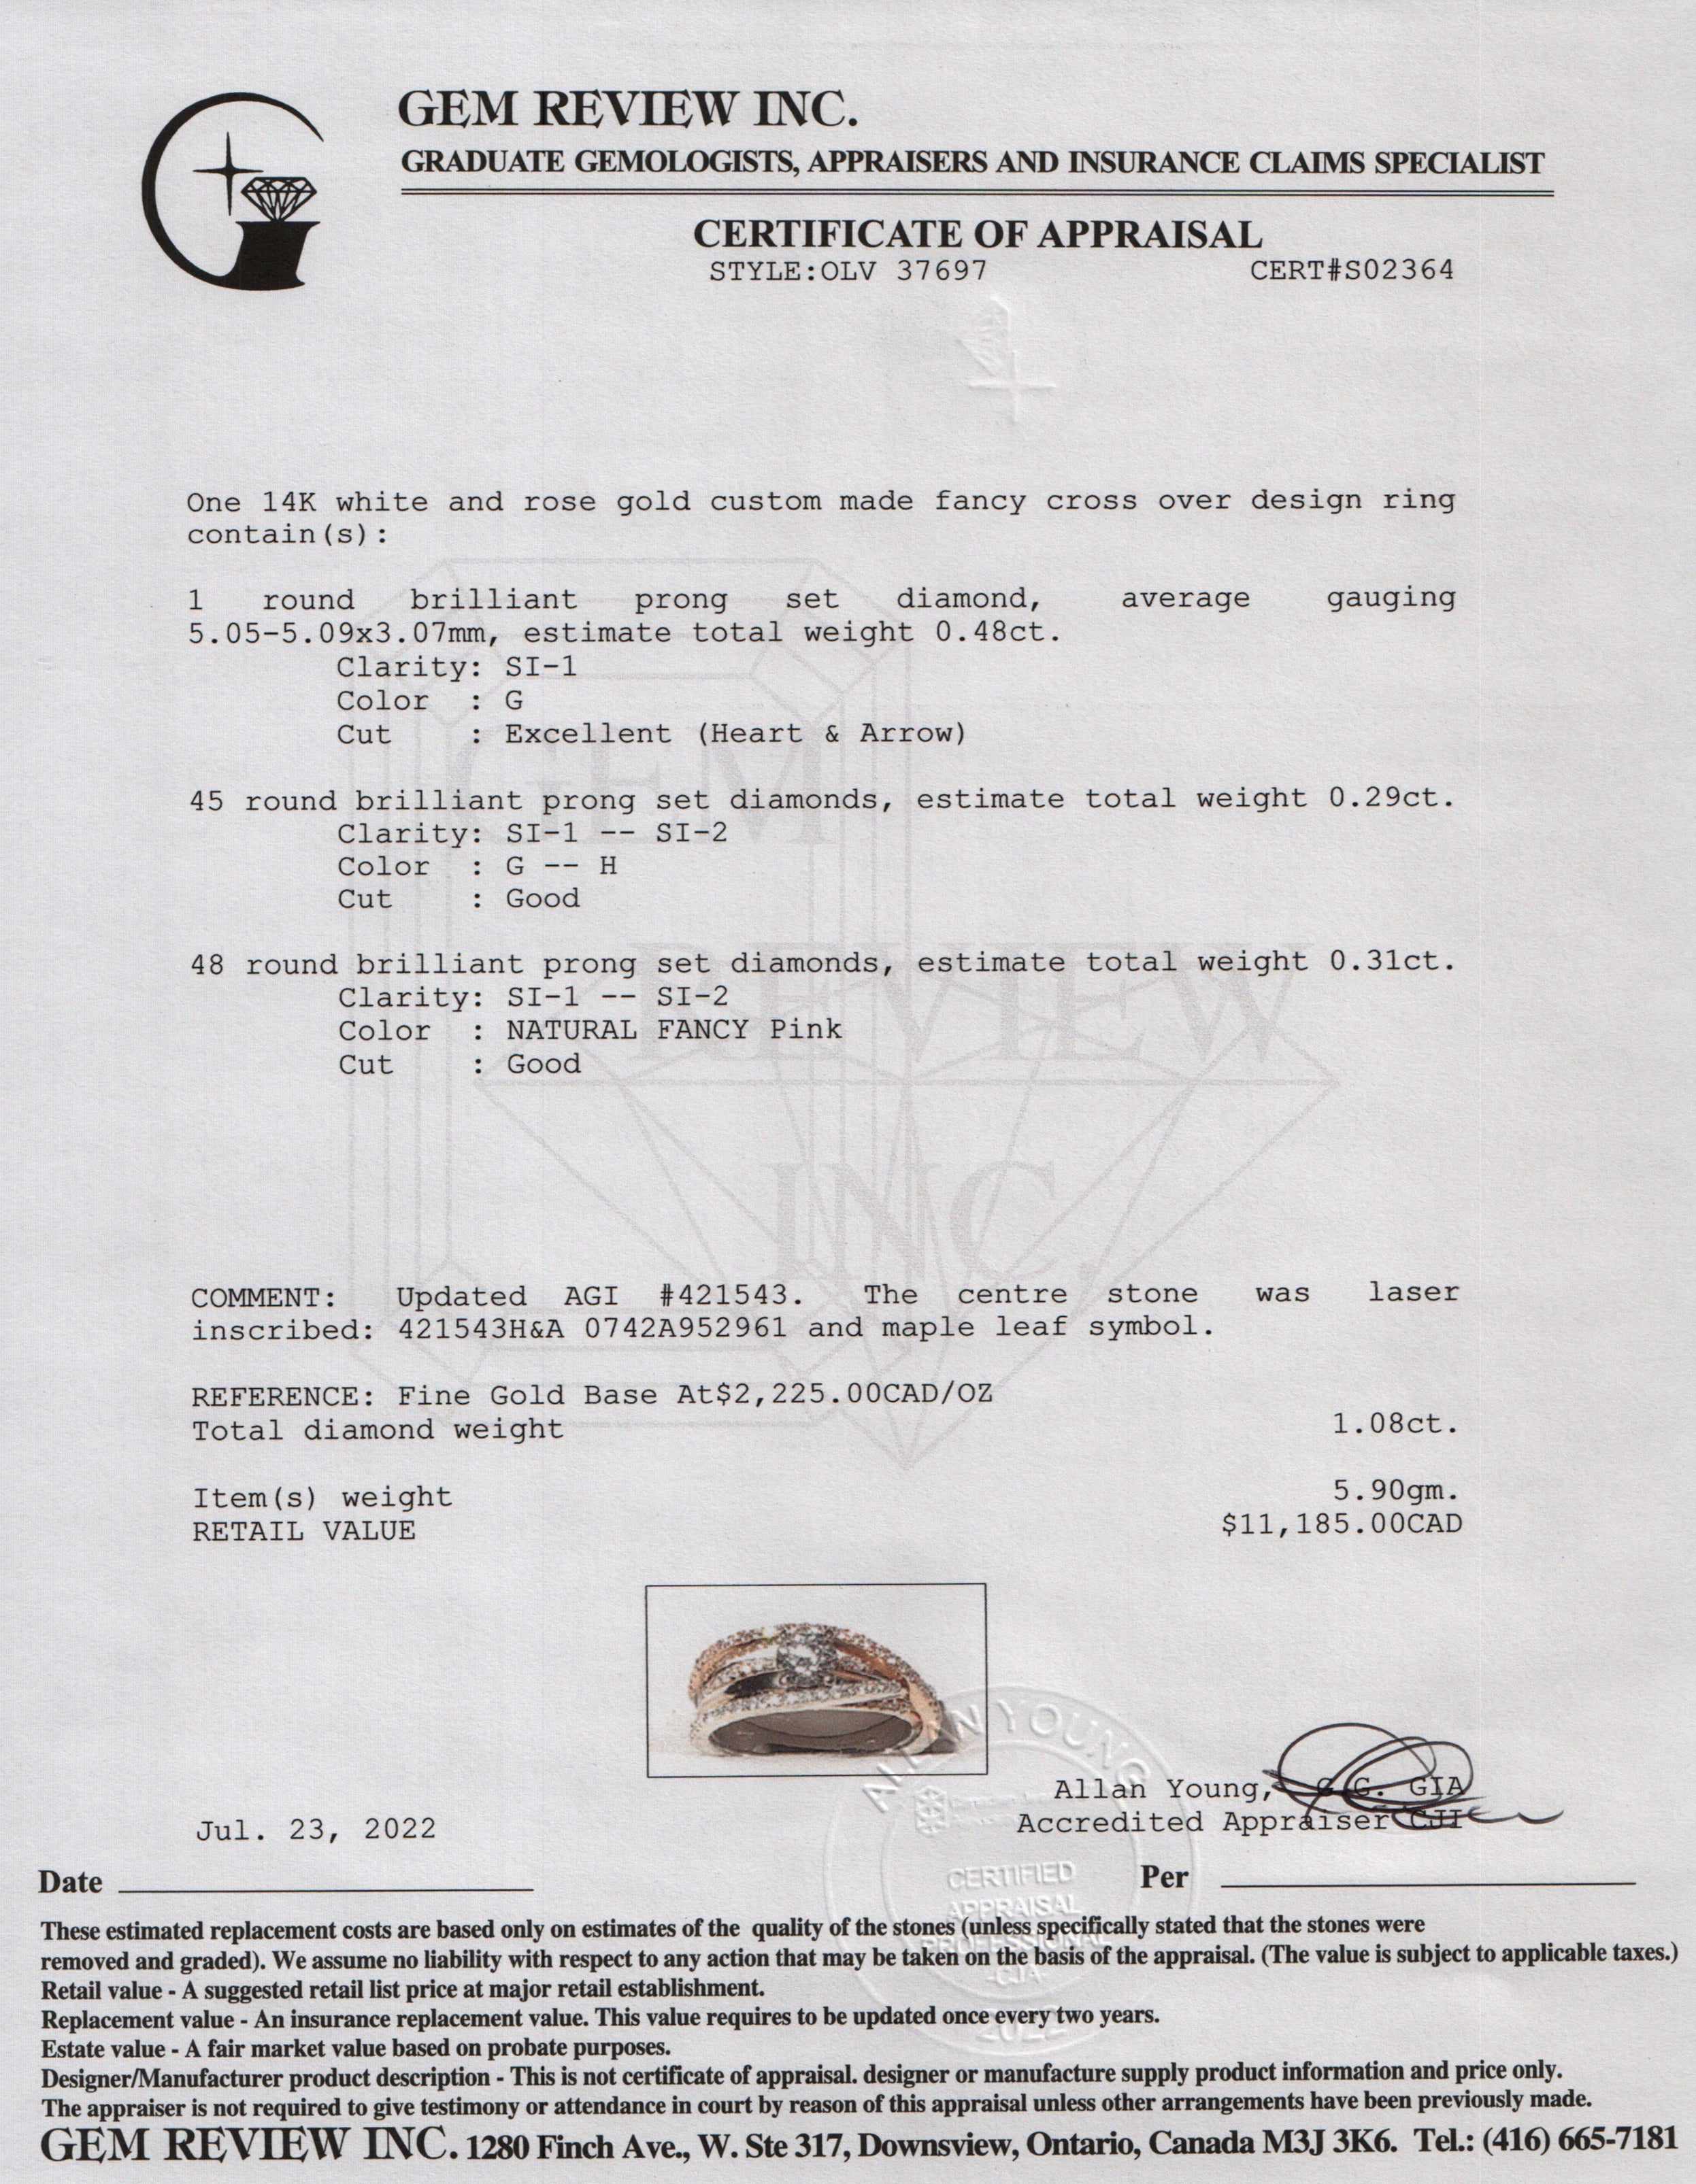 GEM REVIEW INC.
GRADUATE GEMOLOGISTS, APPRAISERS AND INSURANCE CLAIMS SPECIALIST
CERTIFICATE OF APPRAISAL
STYLE:OLV 37697 CERT#S02364
One 14K white and rose gold custom made fancy cross over design ring
contain(s):
1 round brilliant prong set diamond, average gauging
5.05-5.09x3.07mm, estimate total weight 0.48ct.
Clarity: SI-1
Color : G
Cut : Excellent (Heart & Arrow)
45 round brilliant prong set diamonds, estimate total weight 0.29ct.
Clarity: SI-1 -- SI-2
Color : G -- H
Cut : Good
48 round brilliant prong set diamonds, estimate total weight 0.31ct.
Clarity: SI-1 -- SI-2
Color : NATURAL FANCY Pink
Cut : Good
GEM
REVIEW
INC.
COMMENT: Updated AGI #421543. The centre stone was laser
inscribed: 421543H&A 0742A952961 and maple leaf symbol.
REFERENCE: Fine Gold Base At$2,225.00CAD/OZ
Total diamond weight 1.08ct.
Item(s) weight 5.90gm.
RETAIL VALUE $11,185.00CAD
ALLAN YOUNG
CERTIFIED
APPRAISAL
PROFESSIONAL
-CJA-
2022
Allan Young, G.G. GIA
Accredited Appraiser CJI
Jul. 23, 2022
Date Per
These estimated replacement costs are based only on estimates of the quality of the stones (unless specifically stated that the stones were
removed and graded). We assume no liability with respect to any action that may be taken on the basis of the appraisal. (The value is subject to applicable taxes.)
Retail value - A suggested retail list price at major retail establishment.
Replacement value - An insurance replacement value. This value requires to be updated once every two years.
Estate value - A fair market value based on probate purposes.
Designer/Manufacturer product description - This is not certificate of appraisal. designer or manufacture supply product information and price only.
The appraiser is not required to give testimony or attendance in court by reason of this appraisal unless other arrangements have been previously made.
GEM REVIEW INC. 1280 Finch Ave., W. Ste 317, Downsview, Ontario, Canada M3J 3K6. Tel.: (416) 665-7181